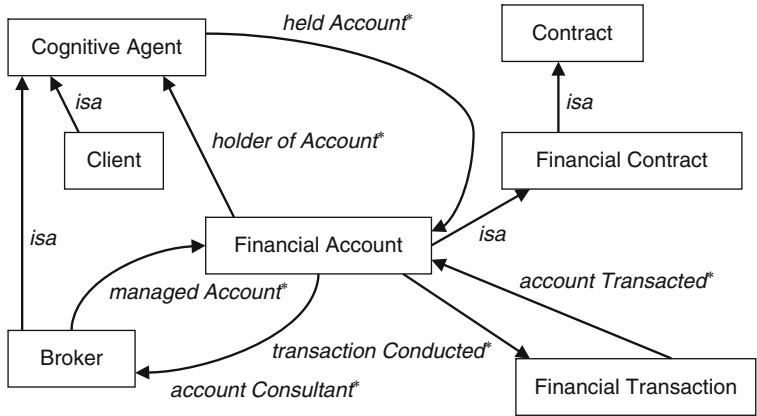 held Account*
Contract
Cognitive Agent
isa
isa
holder of Account*
Client
Financial Contract
isa
Financial Account
isa
account Transacted*
managed Account*
Broker
transaction Conducted*
Financial Transaction
account Consultant*